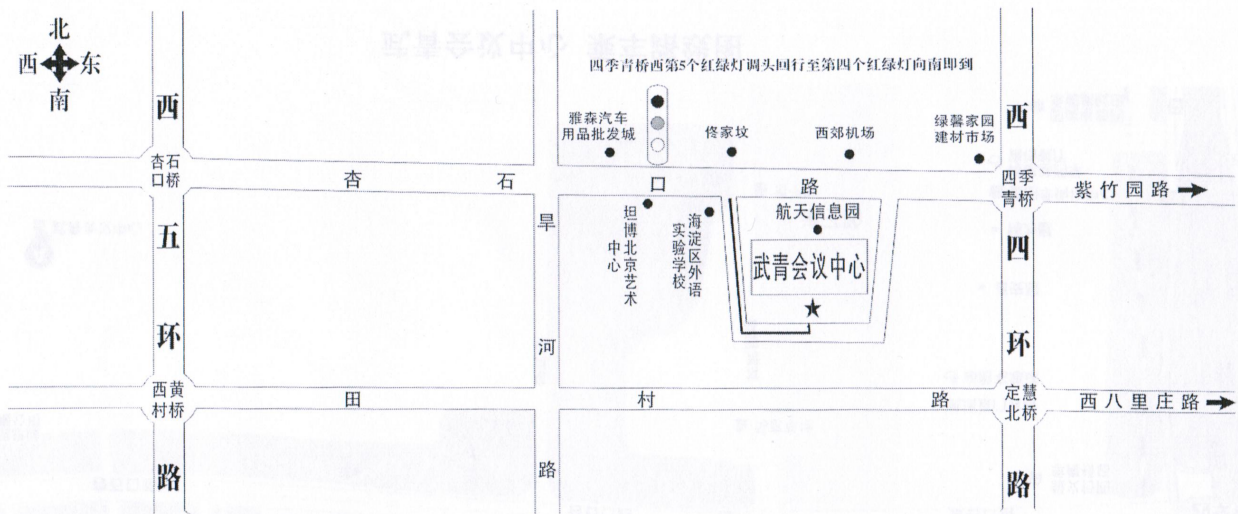 北
西 东
南
四季青桥西第5个红绿灯调头回行至第四个红绿灯向南即到
雅森汽车
用品批发城
佟家坟
西郊机场
绿馨家园
建材市场
西五环路
西四环路
杏石
口桥
杏石口路
四季
青桥
紫竹园路
旱河路
坦博北京艺术
中心
海淀区外语
实验学校
航天信息园
武青会议中心
西黄
村桥
田村路
定慧
北桥
西八里庄路